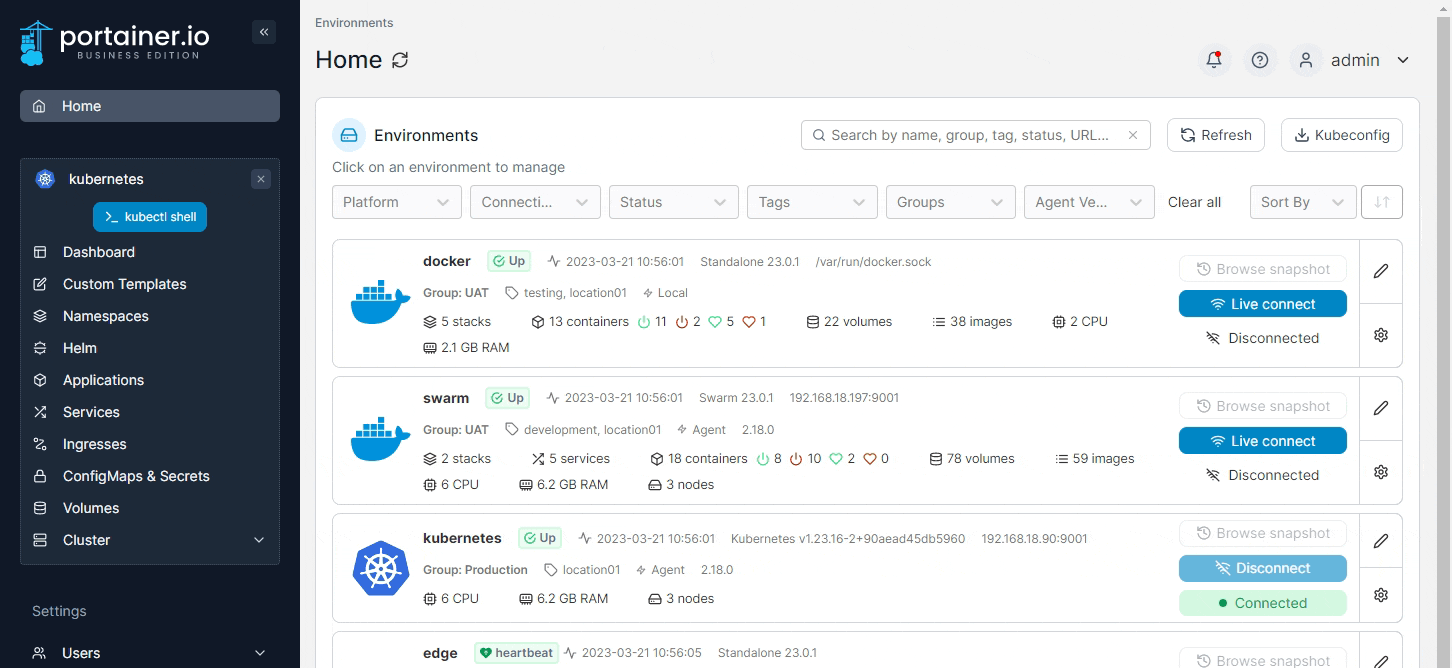 portainer.io
BUSINESS EDITION
Home
kubernetes
kubectl shell
Dashboard
Custom Templates
Namespaces
Helm
Applications
Services
Ingresses
ConfigMaps & Secrets
Volumes
Cluster
Settings
Users
Environments
Home
admin
Environments
Search by name, group, tag, status, URL...
Refresh
Kubeconfig
Click on an environment to manage
Platform
Connecti...
Status
Tags
Groups
Agent Ve...
Clear all
Sort By
docker Up 2023-03-21 10:56:01 Standalone 23.0.1 /var/run/docker.sock
Group: UAT testing, location01 Local
5 stacks 13 containers 11 2 5 1 22 volumes 38 images 2 CPU
2.1 GB RAM
Browse snapshot
Live connect
Disconnected
swarm Up 2023-03-21 10:56:01 Swarm 23.0.1 192.168.18.197:9001
Group: UAT development, location01 Agent 2.18.0
2 stacks 5 services 18 containers 8 10 2 0 78 volumes 59 images
6 CPU 6.2 GB RAM 3 nodes
Browse snapshot
Live connect
Disconnected
kubernetes Up 2023-03-21 10:56:01 Kubernetes v1.23.16-2+90aead45db5960 192.168.18.90:9001
Group: Production location01 Agent 2.18.0
6 CPU 6.2 GB RAM 3 nodes
Browse snapshot
Disconnect
Connected
edge heartbeat 2023-03-21 10:56:05 Standalone 23.0.1
Browse snapshot